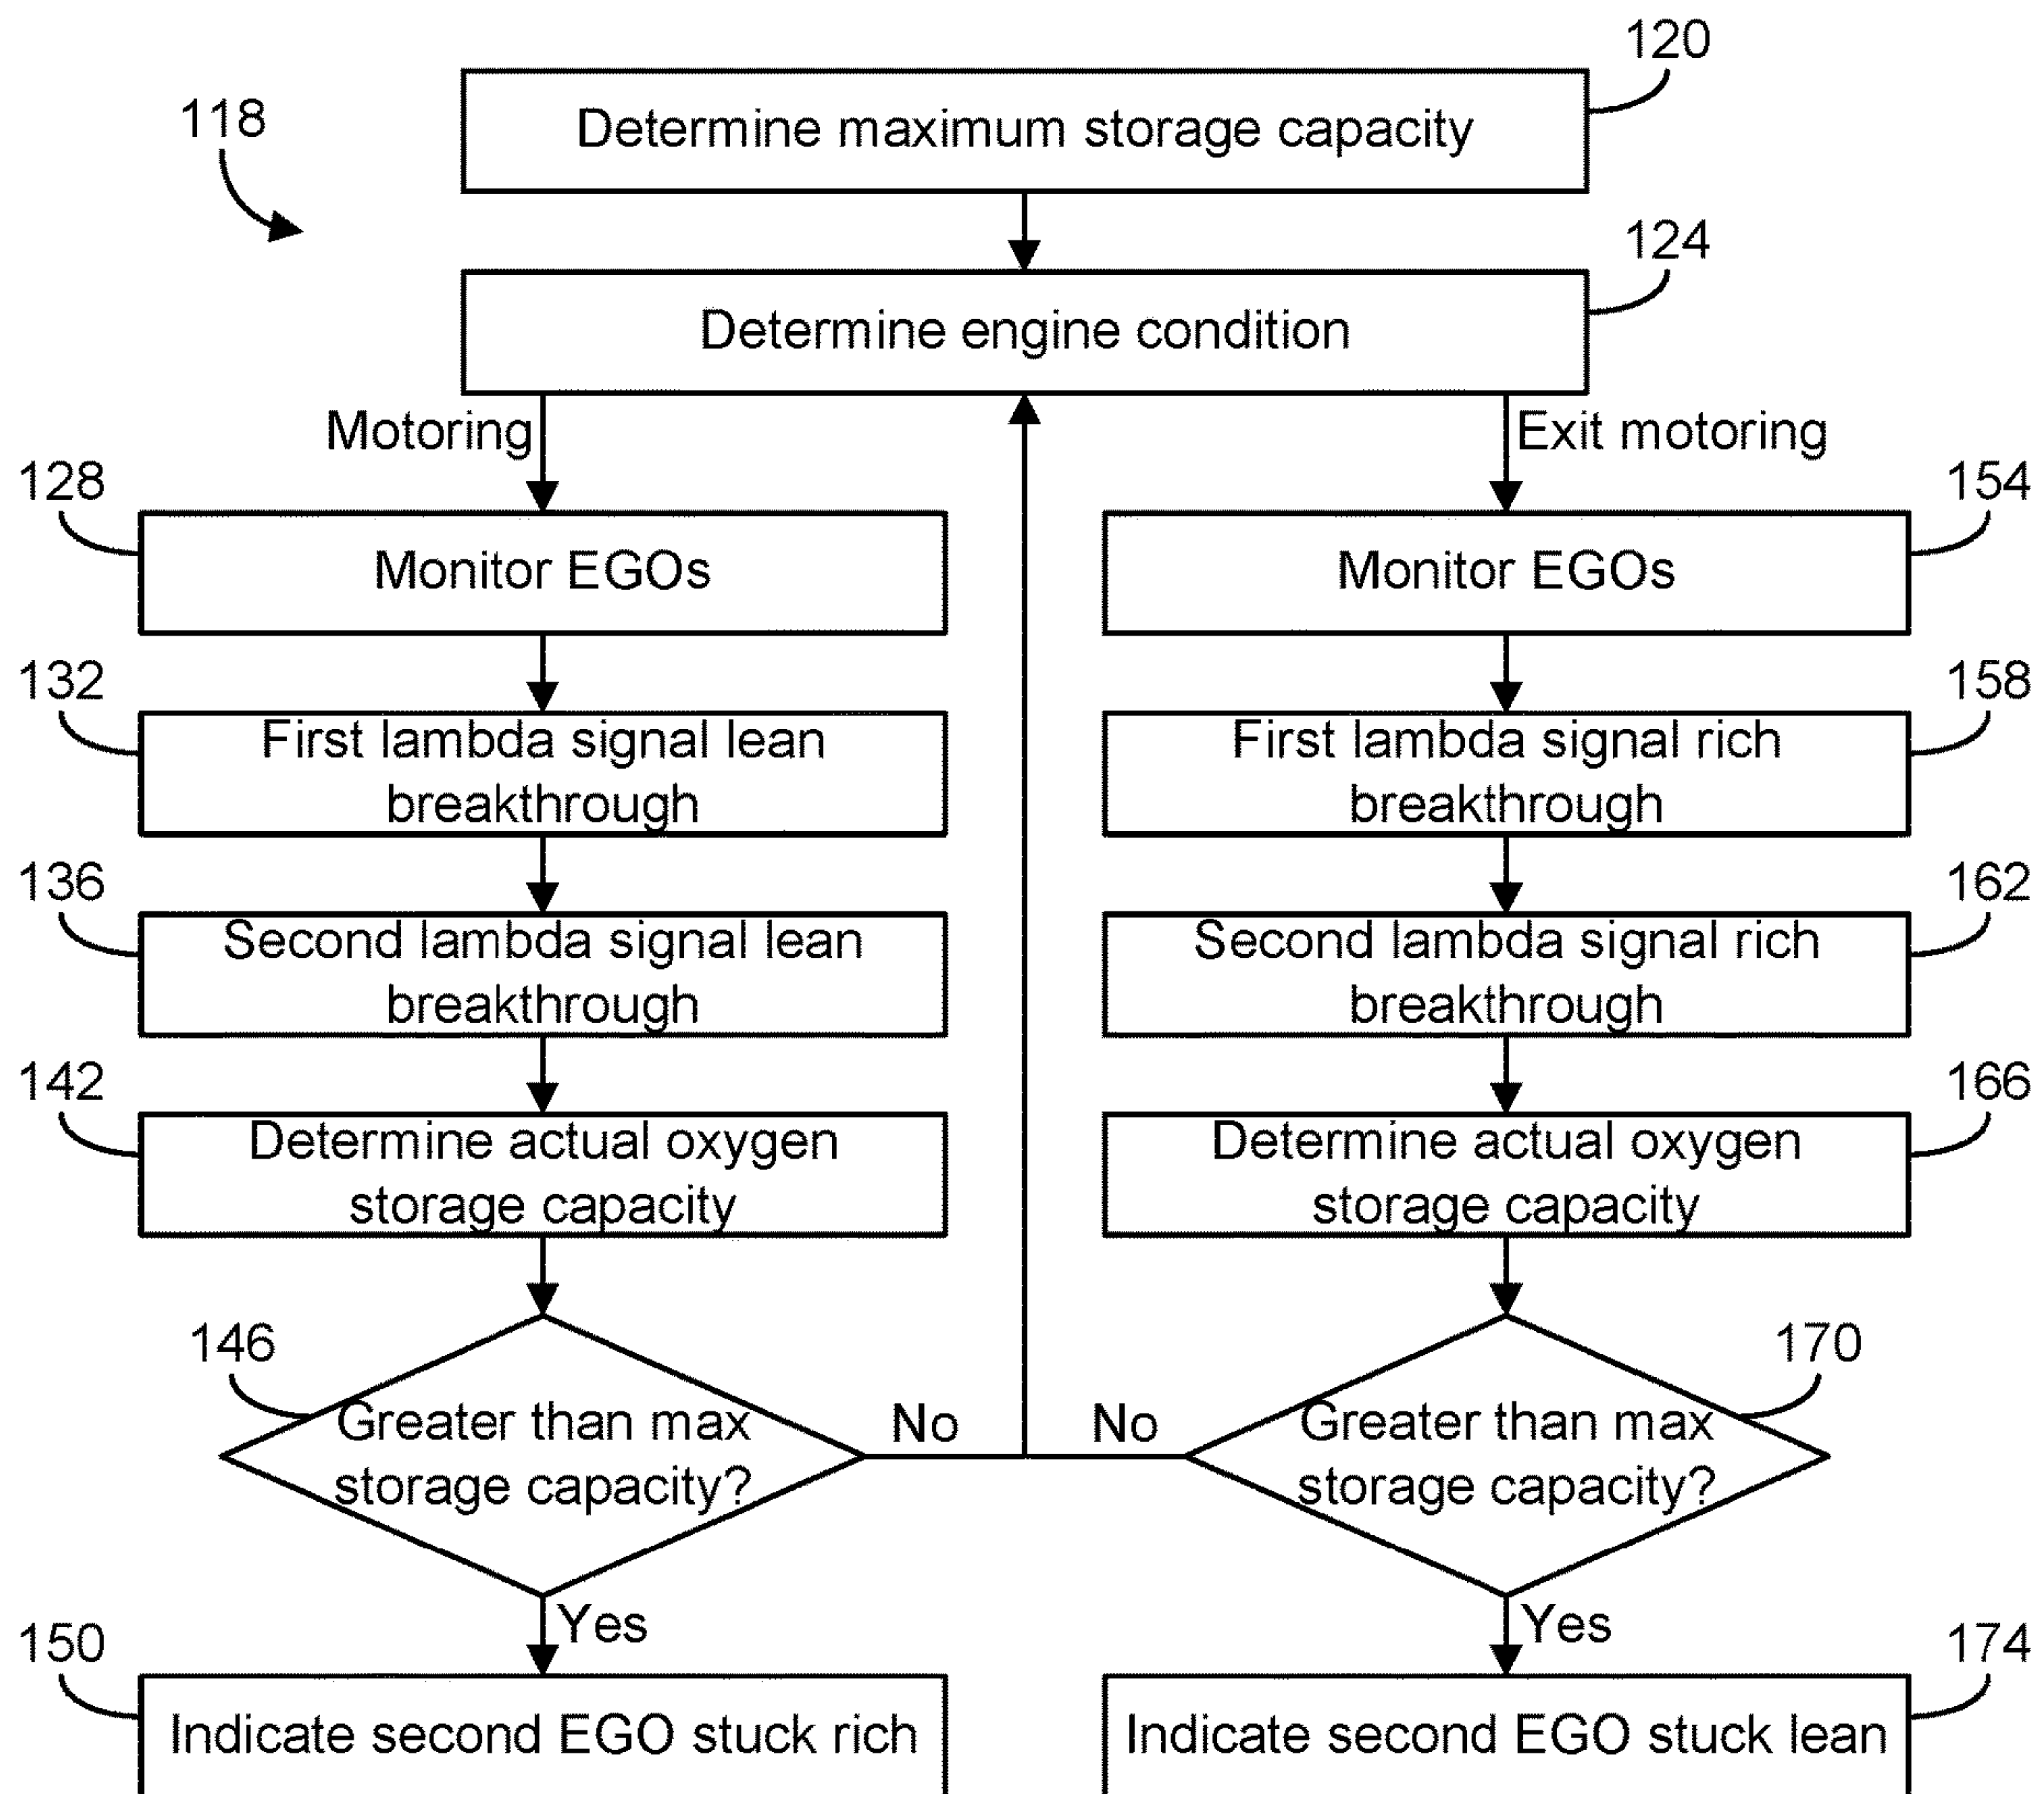 120
Determine maximum storage capacity
118
124
Determine engine condition
Motoring
Exit motoring
128
154
Monitor EGOs
Monitor EGOs
132
158
First lambda signal lean
breakthrough
First lambda signal rich
breakthrough
136
162
Second lambda signal lean
breakthrough
Second lambda signal rich
breakthrough
142
166
Determine actual oxygen
storage capacity
Determine actual oxygen
storage capacity
146
170
Greater than max
storage capacity?
No
No
Greater than max
storage capacity?
Yes
Yes
150
174
Indicate second EGO stuck rich
Indicate second EGO stuck lean